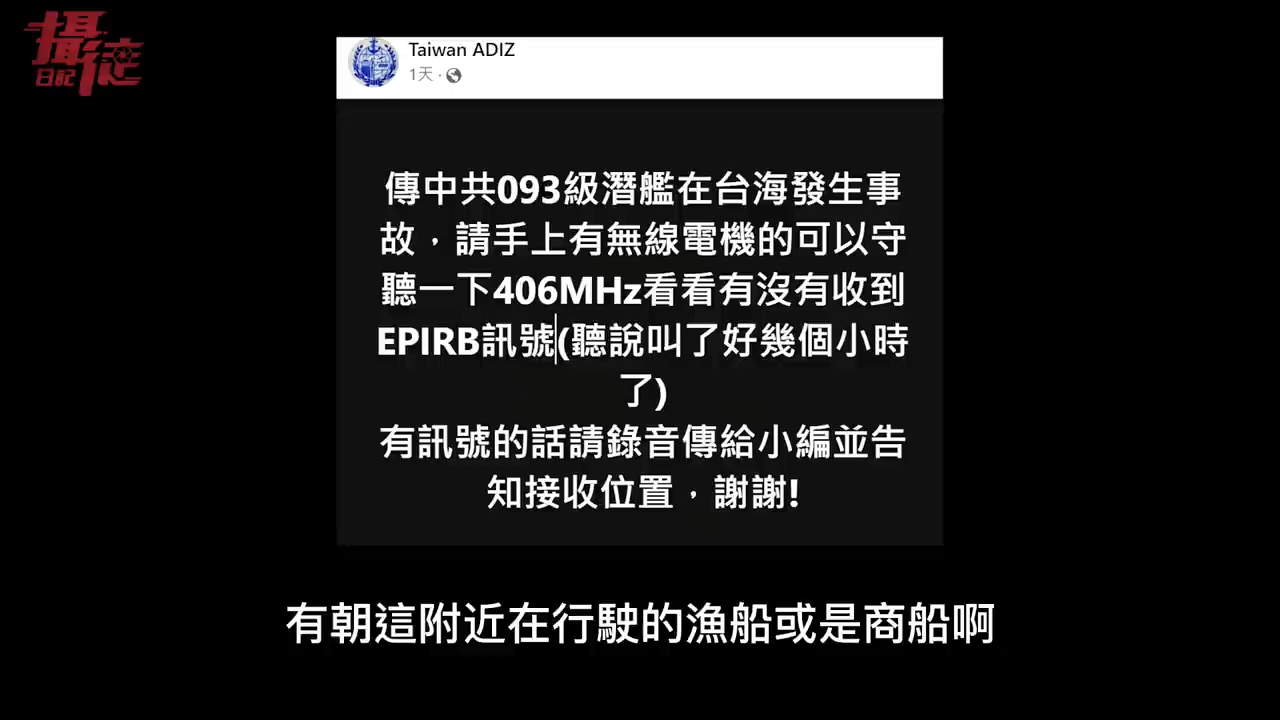 攝徒
日記
Taiwan ADIZ
1天 ·
傳中共093級潛艦在台海發生事
故，請手上有無線電機的可以守
聽一下406MHz看看有沒有收到
EPIRB訊號(聽說叫了好幾個小時
了)
有訊號的話請錄音傳給小編並告
知接收位置，謝謝!
有朝這附近在行駛的漁船或是商船啊